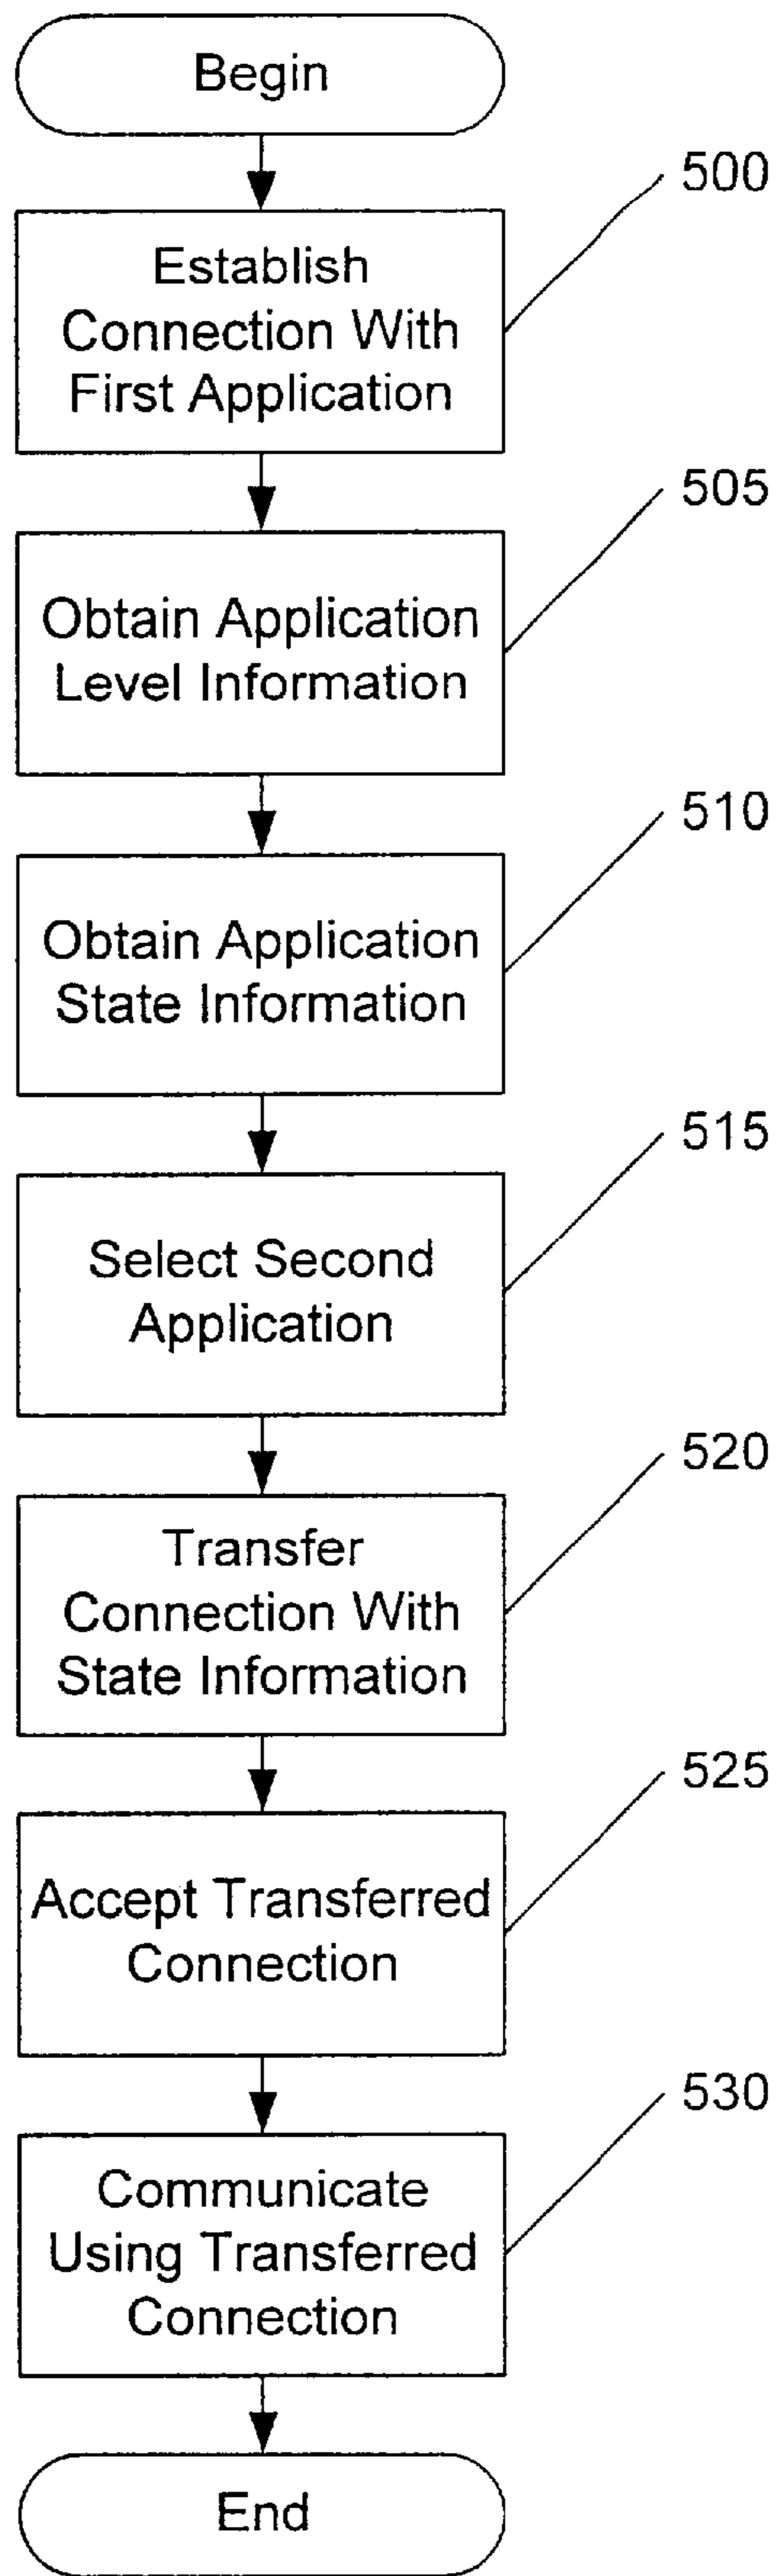 Begin
500
Establish
Connection With
First Application
505
Obtain Application
Level Information
510
Obtain Application
State Information
515
Select Second
Application
520
Transfer
Connection With
State Information
525
Accept Transferred
Connection
530
Communicate
Using Transferred
Connection
End